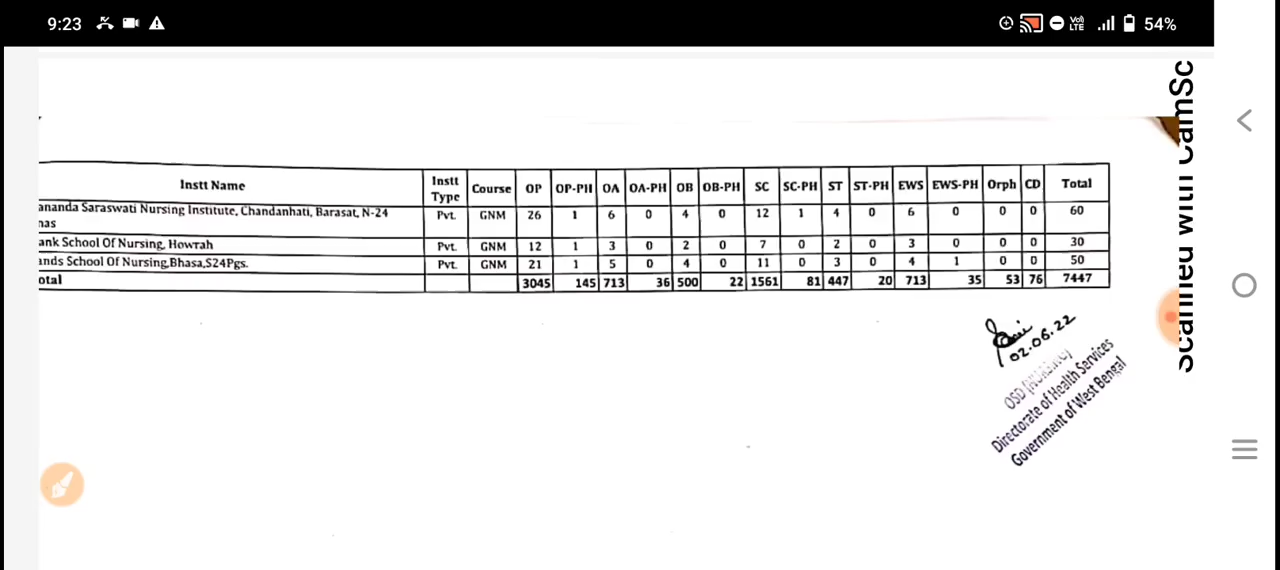 9:23
Vo) LTE 54%
Scanned with CamSc
Instt Name Instt Type Course OP OP-PH OA OA-PH OB OB-PH SC SC-PH ST ST-PH EWS EWS-PH Orph CD Total
ananda Saraswati Nursing Institute, Chandanhati, Barasat, N-24 Pvt. GNM 26 1 6 0 4 0 12 1 4 0 6 0 0 0 60
nas
ank School Of Nursing, Howrah Pvt. GNM 12 1 3 0 2 0 7 0 2 0 3 0 0 0 30
ands School Of Nursing,Bhasa,S24Pgs. Pvt. GNM 21 1 5 0 4 0 11 0 3 0 4 1 0 0 50
otal 3045 145 713 36 500 22 1561 81 447 20 713 35 53 76 7447
02.06.22
OSD (NURSING)
Directorate of Health Services
Government of West Bengal